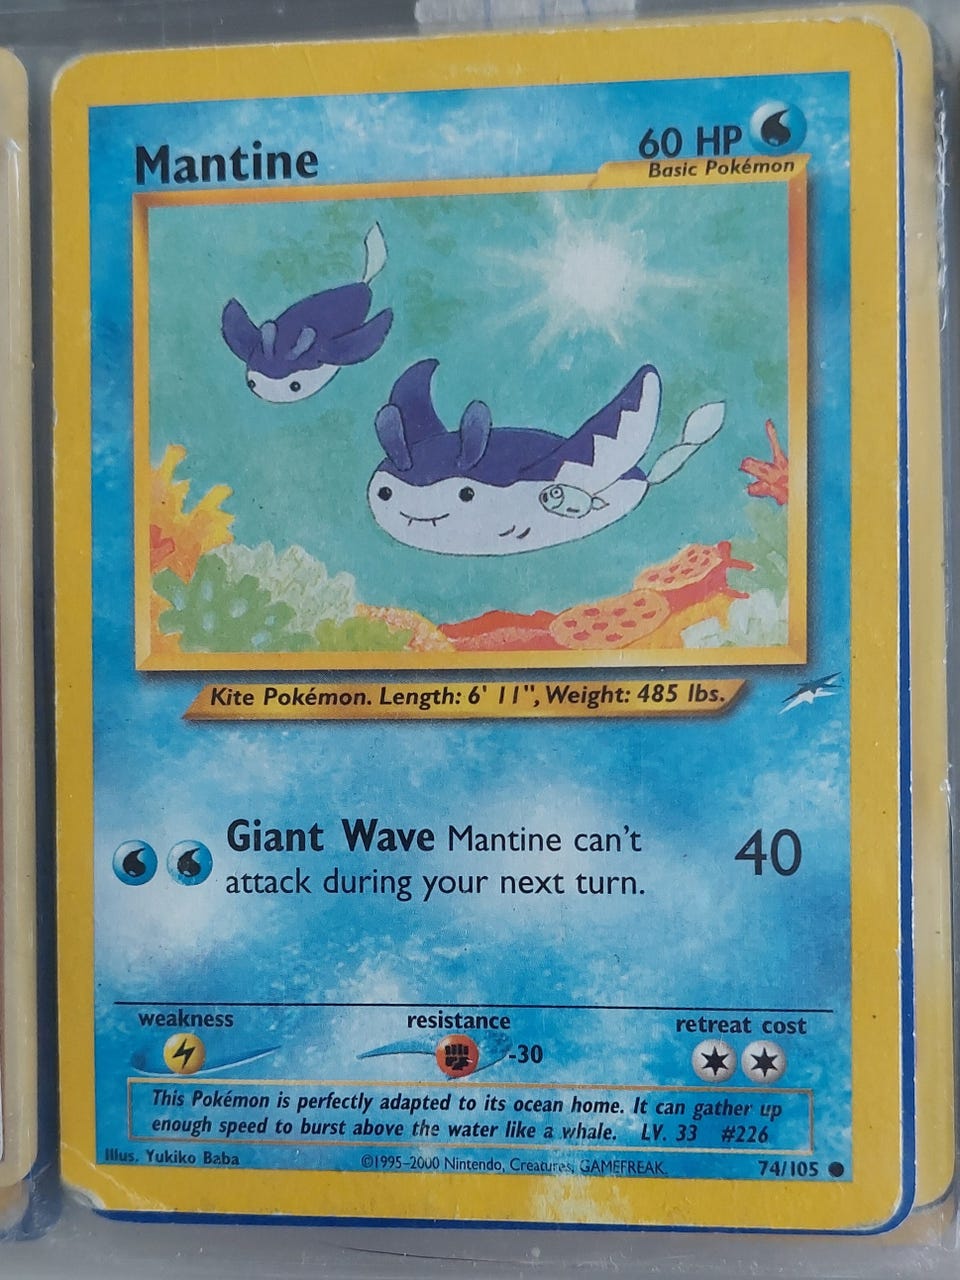 Mantine
60 HP
Basic Pokémon
Kite Pokémon. Length: 6' 11", Weight: 485 lbs.
Giant Wave Mantine can't 40
attack during your next turn.
weakness resistance retreat cost
-30
This Pokémon is perfectly adapted to its ocean home. It can gather up
enough speed to burst above the water like a whale. LV. 33 #226
Illus. Yukiko Baba ©1995-2000 Nintendo, Creatures, GAMEFREAK. 74/105